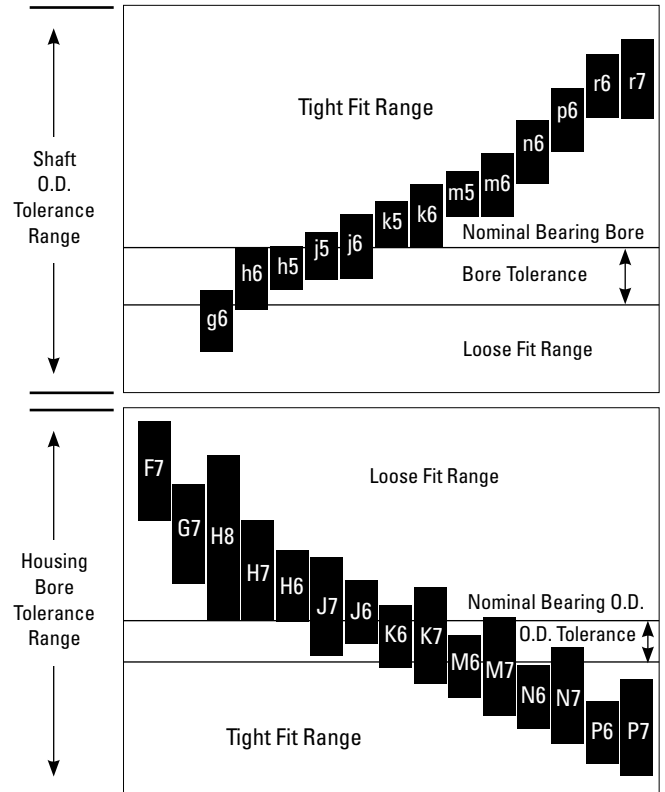 Shaft
O.D.
Tolerance
Range
Tight Fit Range
r6
r7
p6
n6
m6
m5
k6
k5
j6
j5
h5
h6
g6
Nominal Bearing Bore
Bore Tolerance
Loose Fit Range
Housing
Bore
Tolerance
Range
Loose Fit Range
F7
G7
H8
H7
H6
J7
J6
K6
K7
M6
M7
N6
N7
P6
P7
Nominal Bearing O.D.
O.D. Tolerance
Tight Fit Range